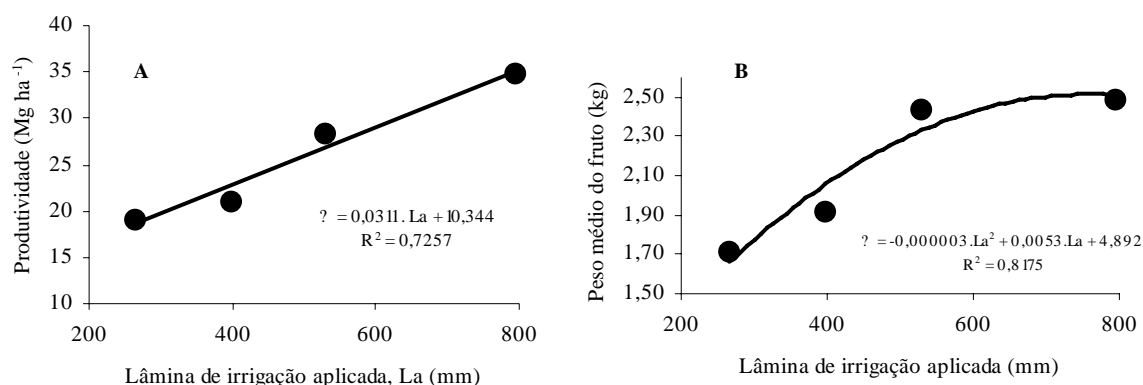 A
Produtividade (Mg ha⁻¹)
40
35
30
25
20
15
10
? = 0,0311.La + 10,344
R² = 0,7257
200 400 600 800
Lâmina de irrigação aplicada, La (mm)
B
Peso médio do fruto (kg)
2,50
2,30
2,10
1,90
1,70
1,50
? = -0,000003.La² + 0,0053.La + 4,892
R² = 0,8175
200 400 600 800
Lâmina de irrigação aplicada (mm)